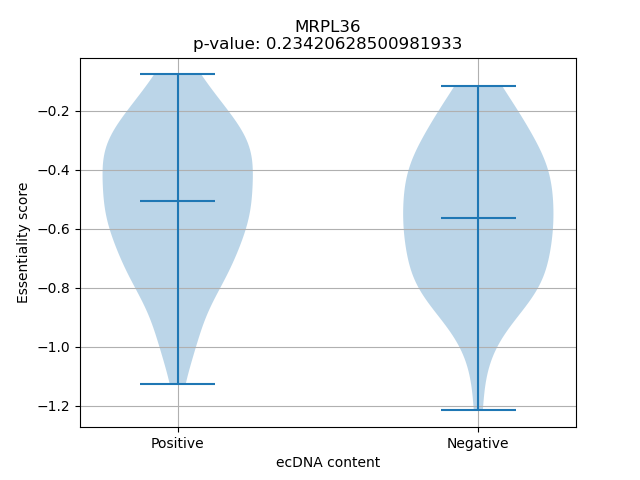 MRPL36
p-value: 0.23420628500981933
Essentiality score
−0.2
−0.4
−0.6
−0.8
−1.0
−1.2
Positive
Negative
ecDNA content